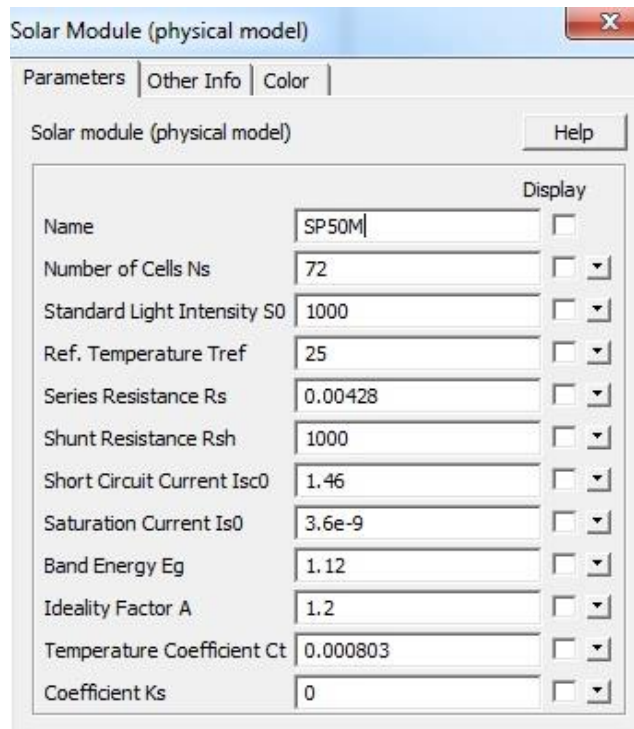 Solar Module (physical model)
Parameters Other Info Color
Solar module (physical model) Help
Display
Name SP50M
Number of Cells Ns 72
Standard Light Intensity S0 1000
Ref. Temperature Tref 25
Series Resistance Rs 0.00428
Shunt Resistance Rsh 1000
Short Circuit Current Isc0 1.46
Saturation Current Is0 3.6e-9
Band Energy Eg 1.12
Ideality Factor A 1.2
Temperature Coefficient Ct 0.000803
Coefficient Ks 0